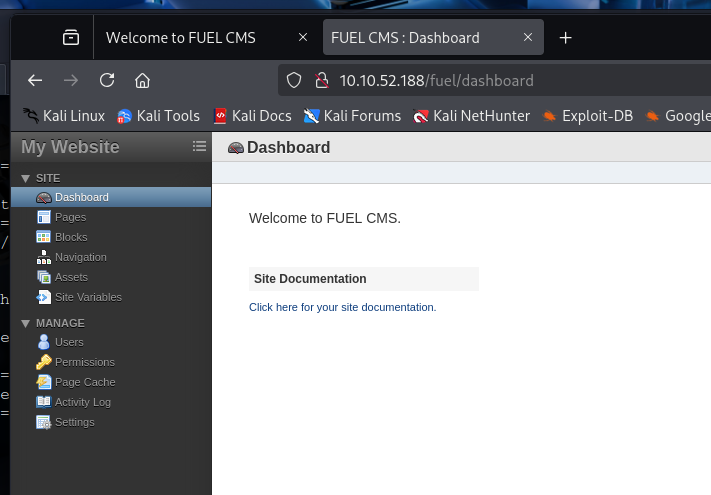 Welcome to FUEL CMS
FUEL CMS : Dashboard
10.10.52.188/fuel/dashboard
Kali Linux Kali Tools Kali Docs Kali Forums Kali NetHunter Exploit-DB Google
My Website
Dashboard
SITE
Dashboard
Pages
Blocks
Navigation
Assets
Site Variables
MANAGE
Users
Permissions
Page Cache
Activity Log
Settings
Welcome to FUEL CMS.
Site Documentation
Click here for your site documentation.